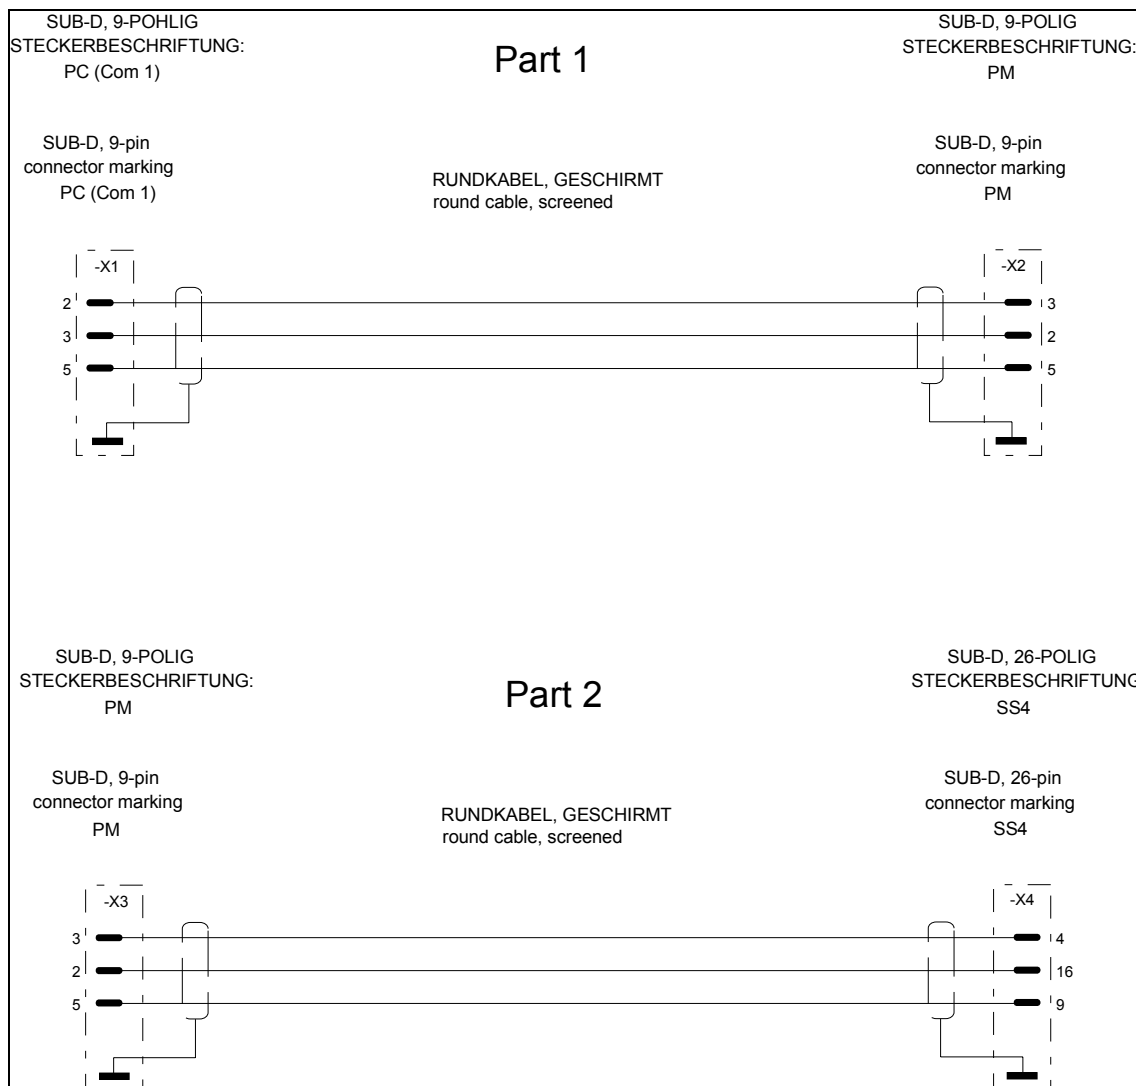 SUB-D, 9-POHLIG
STECKERBESCHRIFTUNG:
PC (Com 1)
Part 1
SUB-D, 9-POLIG
STECKERBESCHRIFTUNG:
PM
SUB-D, 9-pin
connector marking
PC (Com 1)
RUNDKABEL, GESCHIRMT
round cable, screened
SUB-D, 9-pin
connector marking
PM
-X1
-X2
2
3
3
2
5
5
SUB-D, 9-POLIG
STECKERBESCHRIFTUNG:
PM
Part 2
SUB-D, 26-POLIG
STECKERBESCHRIFTUNG
SS4
SUB-D, 9-pin
connector marking
PM
RUNDKABEL, GESCHIRMT
round cable, screened
SUB-D, 26-pin
connector marking
SS4
-X3
-X4
3
4
2
16
5
9